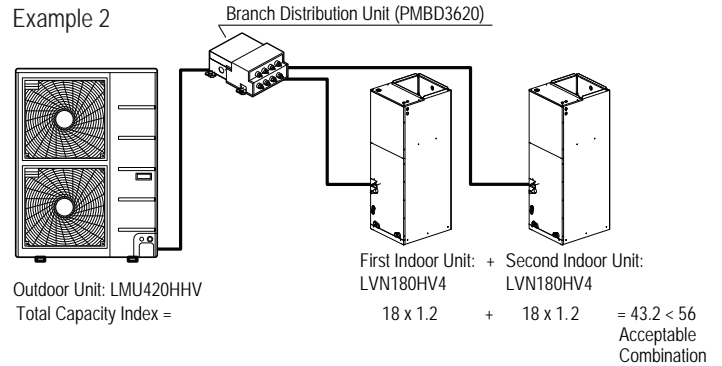 Example 2
Branch Distribution Unit (PMBD3620)
First Indoor Unit: + Second Indoor Unit:
LVN180HV4 LVN180HV4
Outdoor Unit: LMU420HHV
Total Capacity Index = 18 x 1.2 + 18 x 1.2 = 43.2 < 56
Acceptable
Combination